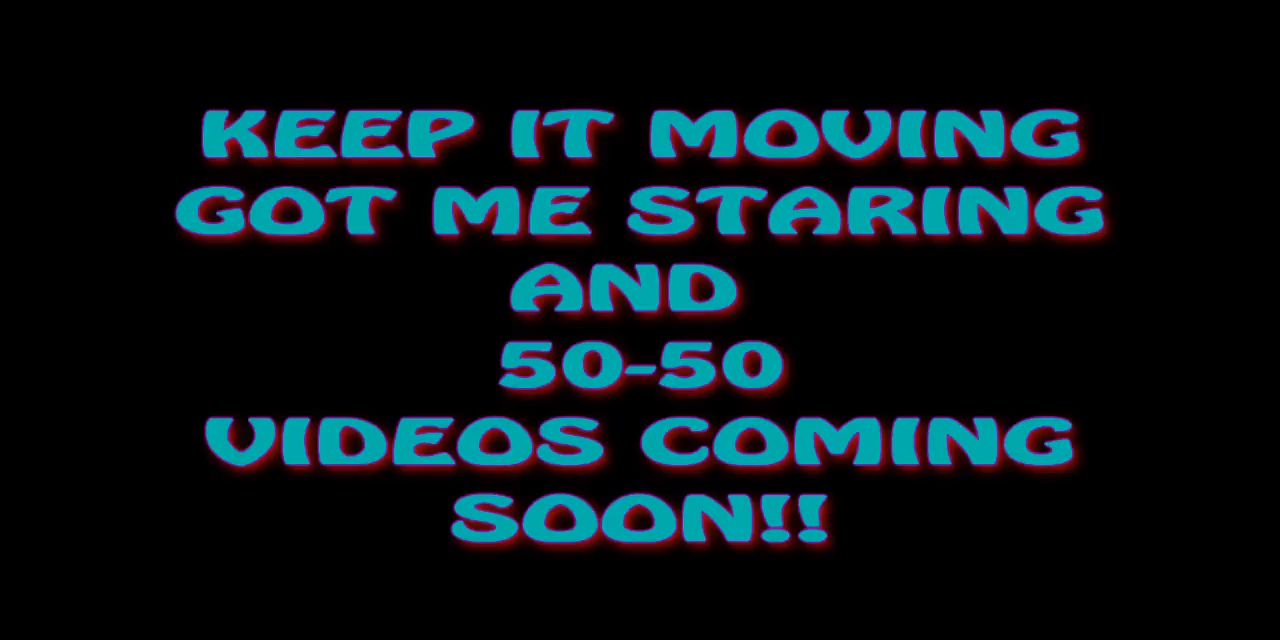 KEEP IT MOVING
GOT ME STARING
AND
50-50
VIDEOS COMING
SOON!!